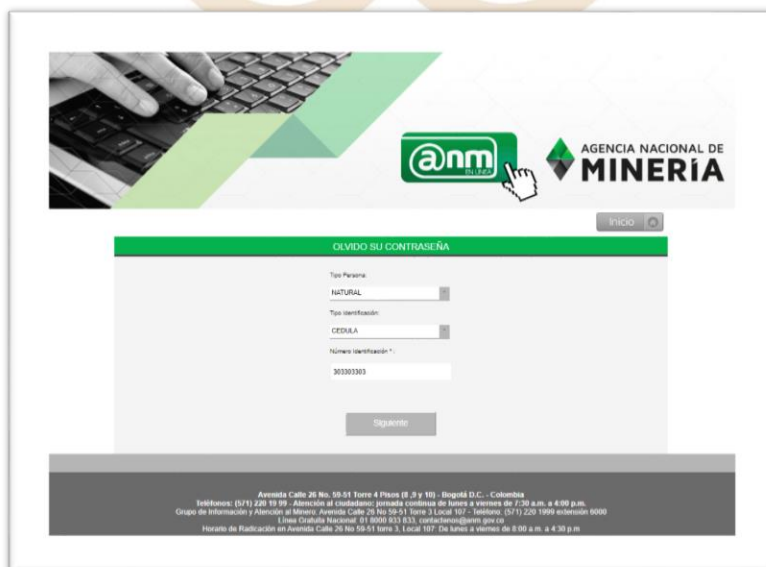 @nm
EN LINEA
AGENCIA NACIONAL DE
MINERÍA
Inicio
OLVIDO SU CONTRASEÑA
Tipo Persona:
NATURAL
Tipo identificación:
CEDULA
Número identificación * :
303303303
Siguiente
Avenida Calle 26 No. 59-51 Torre 4 Pisos (8 ,9 y 10) - Bogotá D.C. - Colombia
Teléfonos: (571) 220 19 99 - Atención al ciudadano: jornada continua de lunes a viernes de 7:30 a.m. a 4:00 p.m.
Grupo de Información y Atención al Minero: Avenida Calle 26 No 59-51 Torre 3 Local 107 - Teléfono: (571) 220 1999 extensión 6000
Línea Gratuita Nacional: 01 8000 933 833, contactenos@anm.gov.co
Horario de Radicación en Avenida Calle 26 No 59-51 torre 3, Local 107: De lunes a viernes de 8:00 a.m. a 4:30 p.m